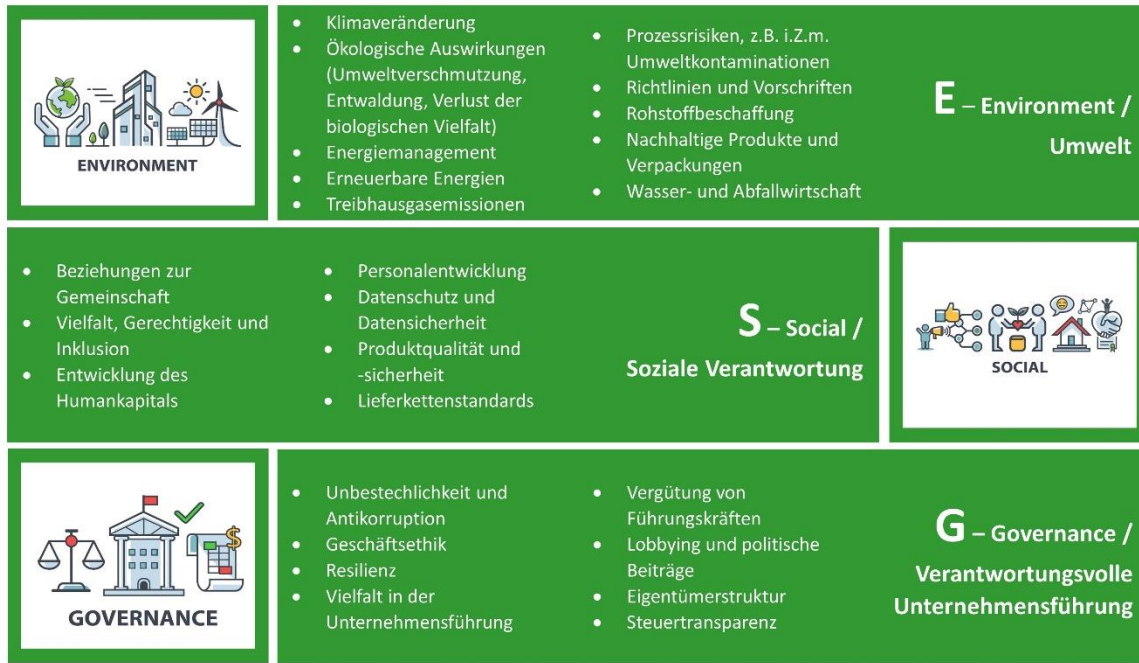 ENVIRONMENT
• Klimaveränderung
• Ökologische Auswirkungen
(Umweltverschmutzung,
Entwaldung, Verlust der
biologischen Vielfalt)
• Energiemanagement
• Erneuerbare Energien
• Treibhausgasemissionen
• Prozessrisiken, z.B. i.Z.m.
Umweltkontaminationen
• Richtlinien und Vorschriften
• Rohstoffbeschaffung
• Nachhaltige Produkte und
Verpackungen
• Wasser- und Abfallwirtschaft
E – Environment /
Umwelt
• Beziehungen zur
Gemeinschaft
• Vielfalt, Gerechtigkeit und
Inklusion
• Entwicklung des
Humankapitals
• Personalentwicklung
• Datenschutz und
Datensicherheit
• Produktqualität und
-sicherheit
• Lieferkettenstandards
S – Social /
Soziale Verantwortung
SOCIAL
GOVERNANCE
• Unbestechlichkeit und
Antikorruption
• Geschäftsethik
• Resilienz
• Vielfalt in der
Unternehmensführung
• Vergütung von
Führungskräften
• Lobbying und politische
Beiträge
• Eigentümerstruktur
• Steuertransparenz
G – Governance /
Verantwortungsvolle
Unternehmensführung